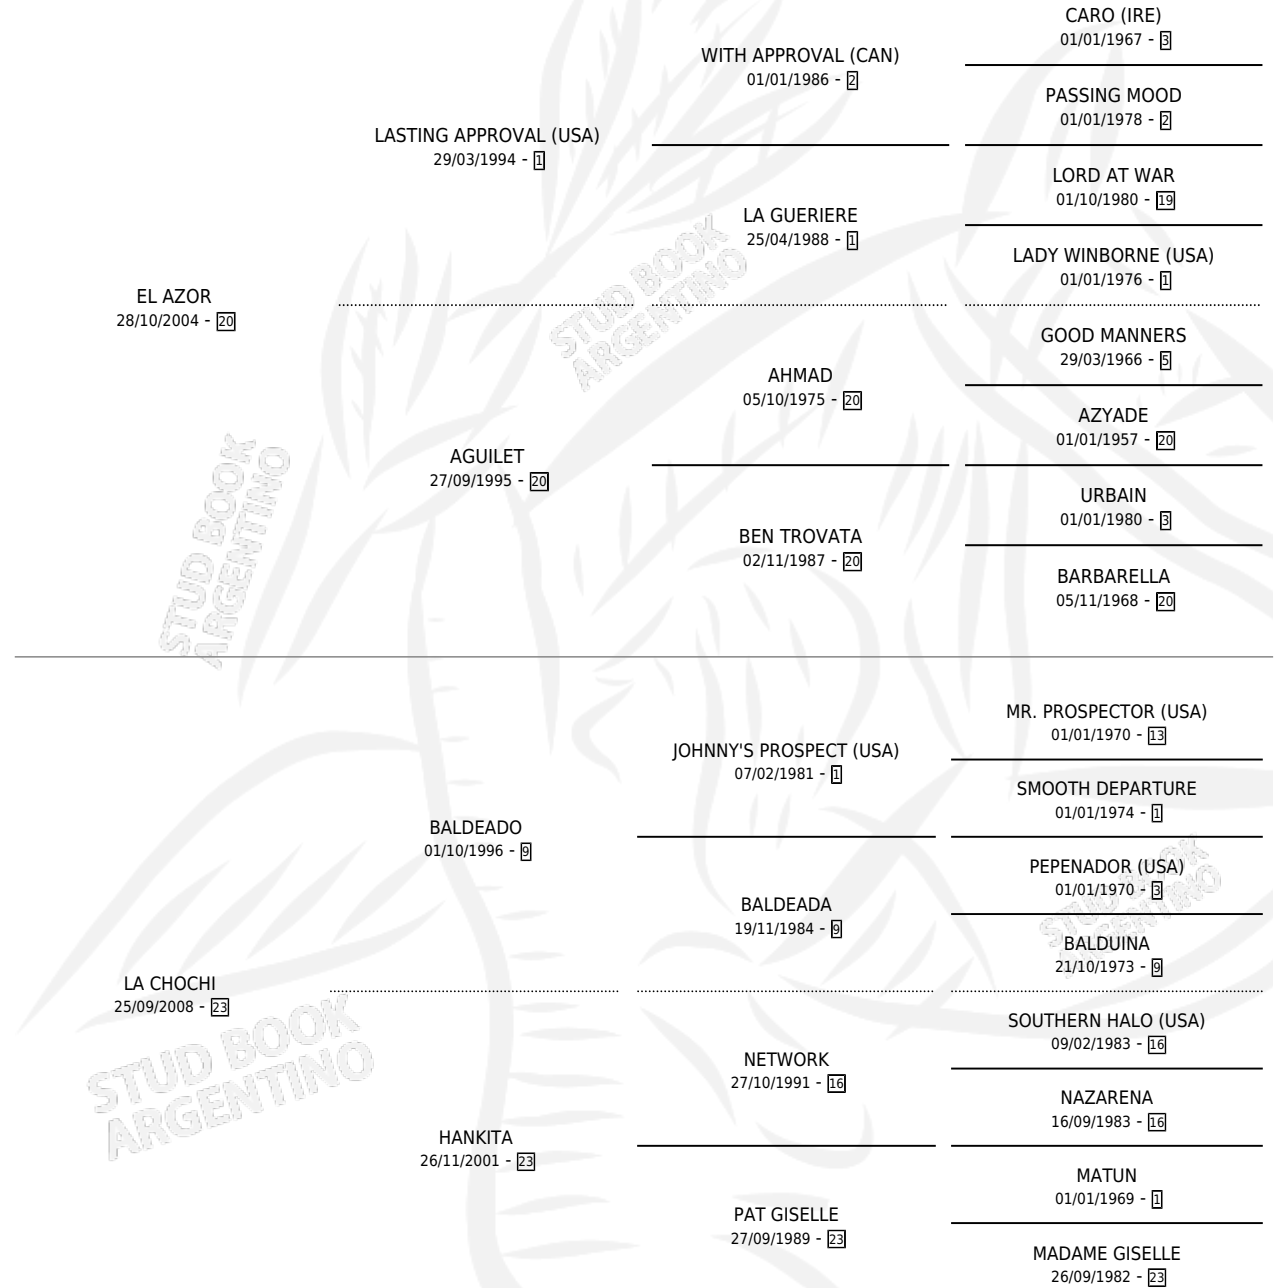 CARO (IRE)
01/01/1967 - 3
WITH APPROVAL (CAN)
01/01/1986 - 2
PASSING MOOD
01/01/1978 - 2
LASTING APPROVAL (USA)
29/03/1994 - 1
LORD AT WAR
01/10/1980 - 19
LA GUERIERE
25/04/1988 - 1
LADY WINBORNE (USA)
01/01/1976 - 1
EL AZOR
28/10/2004 - 20
GOOD MANNERS
29/03/1966 - 5
AHMAD
05/10/1975 - 20
AZYADE
01/01/1957 - 20
AGUILET
27/09/1995 - 20
URBAIN
01/01/1980 - 3
BEN TROVATA
02/11/1987 - 20
BARBARELLA
05/11/1968 - 20
MR. PROSPECTOR (USA)
01/01/1970 - 13
JOHNNY'S PROSPECT (USA)
07/02/1981 - 1
SMOOTH DEPARTURE
01/01/1974 - 1
BALDEADO
01/10/1996 - 9
PEPENADOR (USA)
01/01/1970 - 3
BALDEADA
19/11/1984 - 9
BALDUINA
21/10/1973 - 9
LA CHOCHI
25/09/2008 - 23
SOUTHERN HALO (USA)
09/02/1983 - 16
NETWORK
27/10/1991 - 16
NAZARENA
16/09/1983 - 16
HANKITA
26/11/2001 - 23
MATUN
01/01/1969 - 1
PAT GISELLE
27/09/1989 - 23
MADAME GISELLE
26/09/1982 - 23
STUD BOOK
ARGENTINO
STUD BOOK
ARGENTINO
STUD BOOK
ARGENTINO
STUD BOOK
ARGENTINO